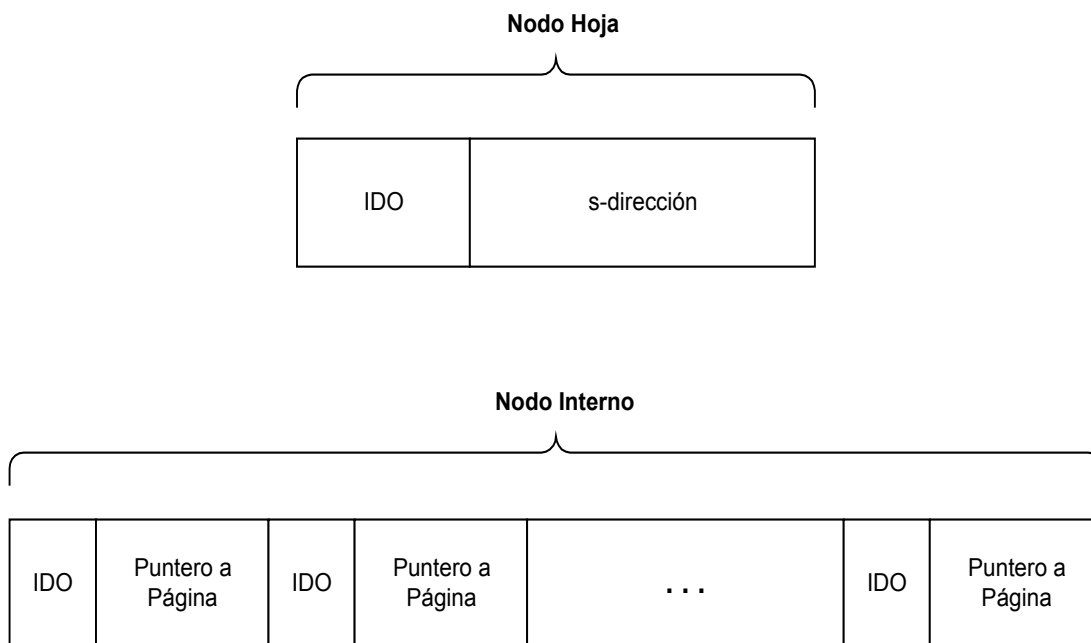 Nodo Hoja
IDO
s-dirección
Nodo Interno
IDO
Puntero a
Página
IDO
Puntero a
Página
...
IDO
Puntero a
Página